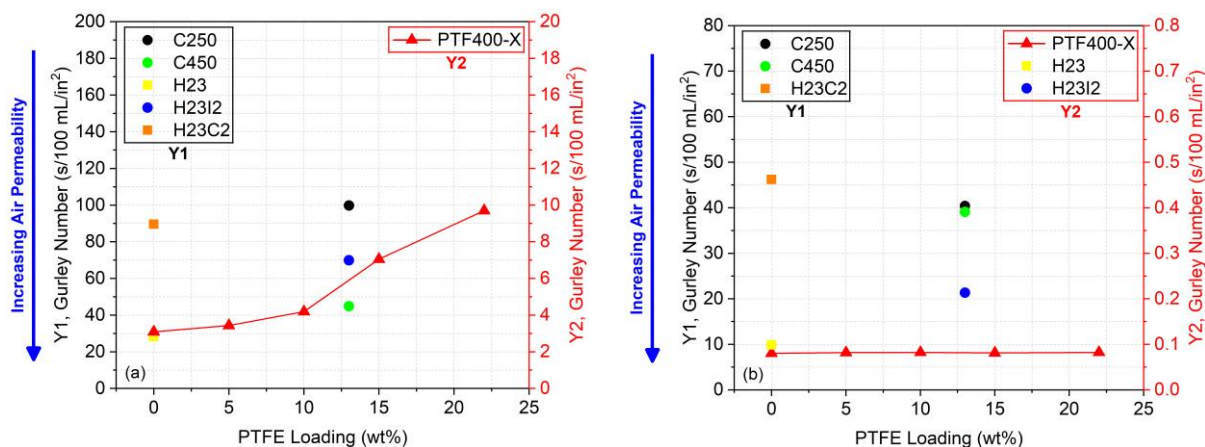 Increasing Air Permeability
Y1, Gurley Number (s/100 mL/in²)
200
180
160
140
120
100
80
60
40
20
0
C250
C450
H23
H23I2
H23C2
Y1
PTF400-X
Y2
(a)
0 5 10 15 20 25
PTFE Loading (wt%)
20
18
16
14
12
10
8
6
4
2
0
Y2, Gurley Number (s/100 mL/in²)
Increasing Air Permeability
Y1, Gurley Number (s/100 mL/in²)
80
70
60
50
40
30
20
10
0
C250
C450
H23C2
Y1
PTF400-X
H23
H23I2
Y2
(b)
0 5 10 15 20 25
PTFE Loading (wt%)
0.8
0.7
0.6
0.5
0.4
0.3
0.2
0.1
0.0
Y2, Gurley Number (s/100 mL/in²)